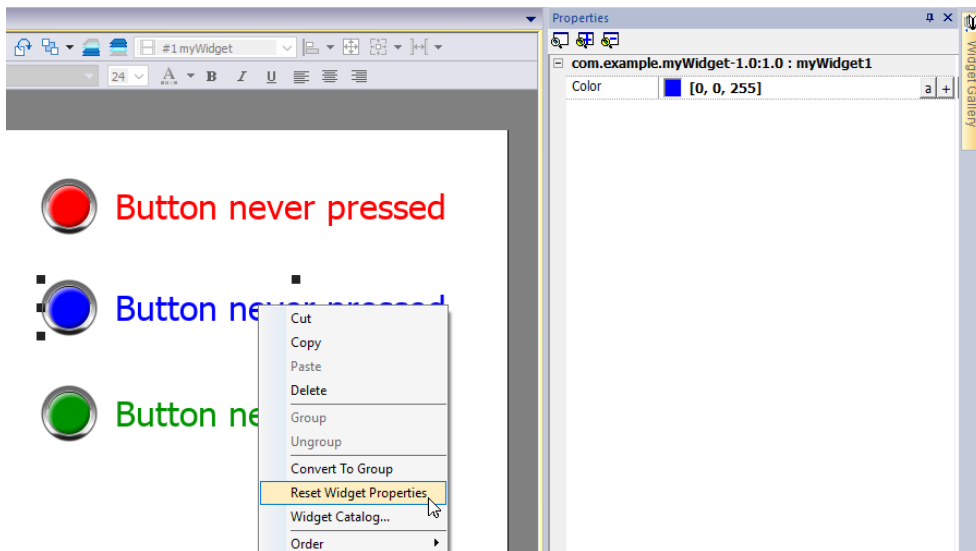 Properties
#1 myWidget
24 A B I U
com.example.myWidget-1.0:1.0 : myWidget1
Color [0, 0, 255] a +
Widget Gallery
Button never pressed
Button never pressed
Button ne
Cut
Copy
Paste
Delete
Group
Ungroup
Convert To Group
Reset Widget Properties
Widget Catalog...
Order